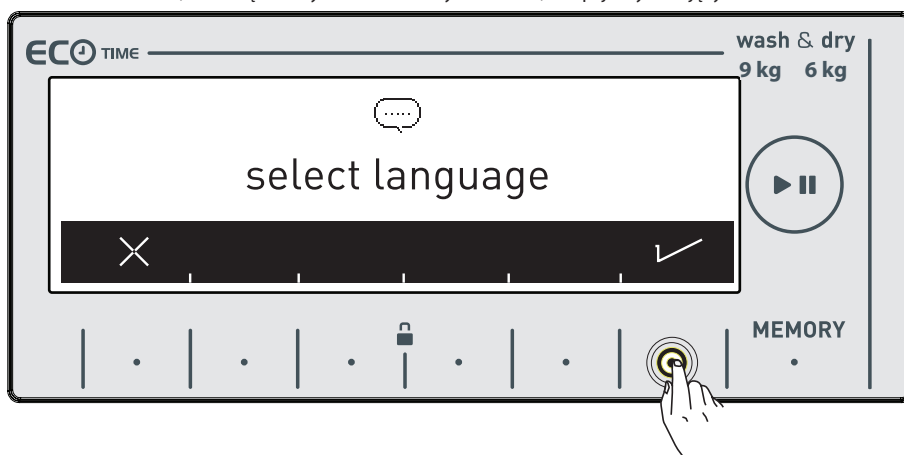 ECO TIME
wash & dry
9 kg 6 kg
select language
MEMORY